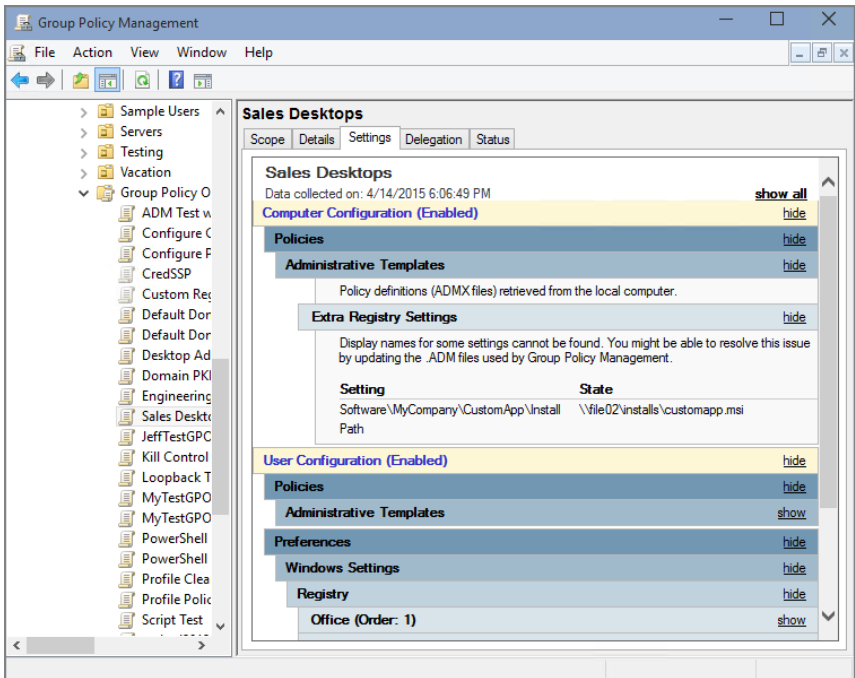 Group Policy Management
File Action View Window Help
Sample Users
Servers
Testing
Vacation
Group Policy O
ADM Test w
Configure C
Configure P
CredSSP
Custom Reg
Default Dor
Default Dor
Desktop Ad
Domain PKI
Engineering
Sales Deskto
JeffTestGPC
Kill Control
Loopback T
MyTestGPO
MyTestGPO
PowerShell
PowerShell
Profile Clea
Profile Polic
Script Test
Sales Desktops
Scope Details Settings Delegation Status
Sales Desktops
Data collected on: 4/14/2015 6:06:49 PM show all
Computer Configuration (Enabled) hide
Policies hide
Administrative Templates hide
Policy definitions (ADMX files) retrieved from the local computer.
Extra Registry Settings hide
Display names for some settings cannot be found. You might be able to resolve this issue
by updating the .ADM files used by Group Policy Management.
Setting State
Software\MyCompany\CustomApp\Install \\file02\installs\customapp.msi
Path
User Configuration (Enabled) hide
Policies hide
Administrative Templates show
Preferences hide
Windows Settings hide
Registry hide
Office (Order: 1) show